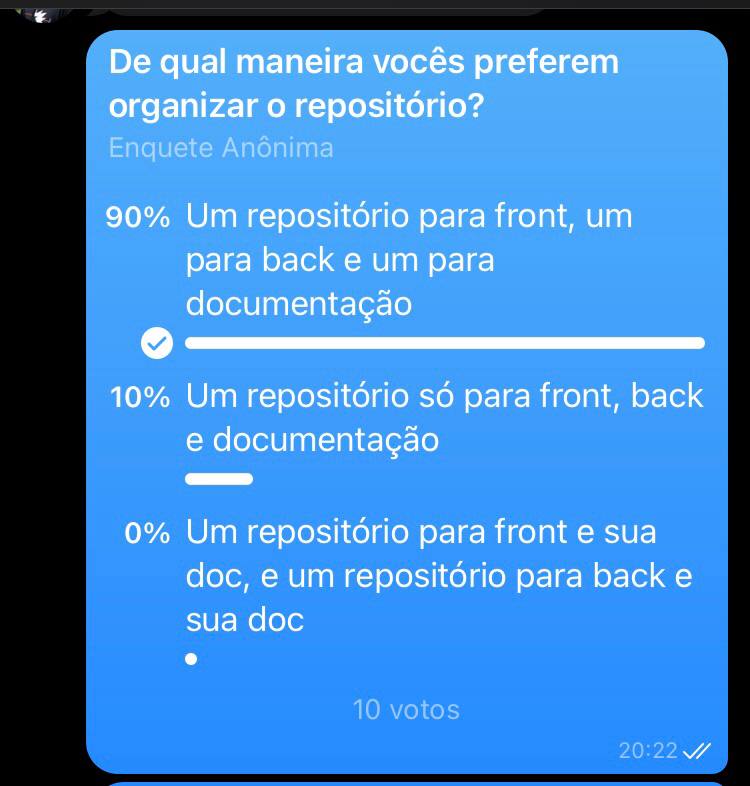 De qual maneira vocês preferem
organizar o repositório?
Enquete Anônima
90% Um repositório para front, um
para back e um para
documentação
10% Um repositório só para front, back
e documentação
0% Um repositório para front e sua
doc, e um repositório para back e
sua doc
10 votos
20:22